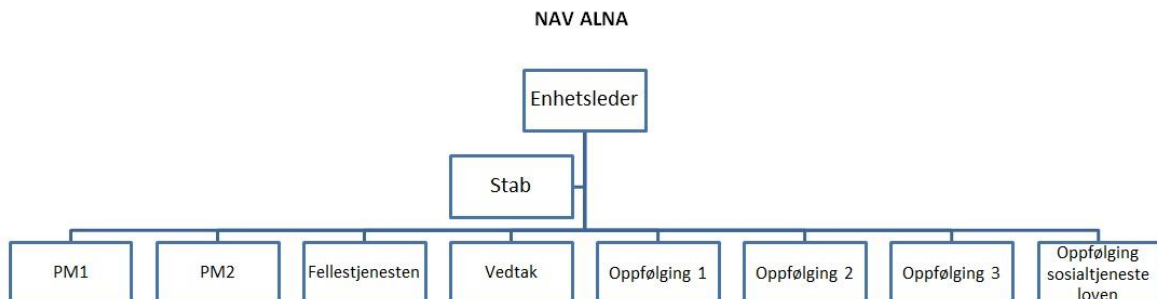 NAV ALNA
Enhetsleder
Stab
PM1
PM2
Fellestjenesten
Vedtak
Oppfølging 1
Oppfølging 2
Oppfølging 3
Oppfølging
sosialtjeneste
loven